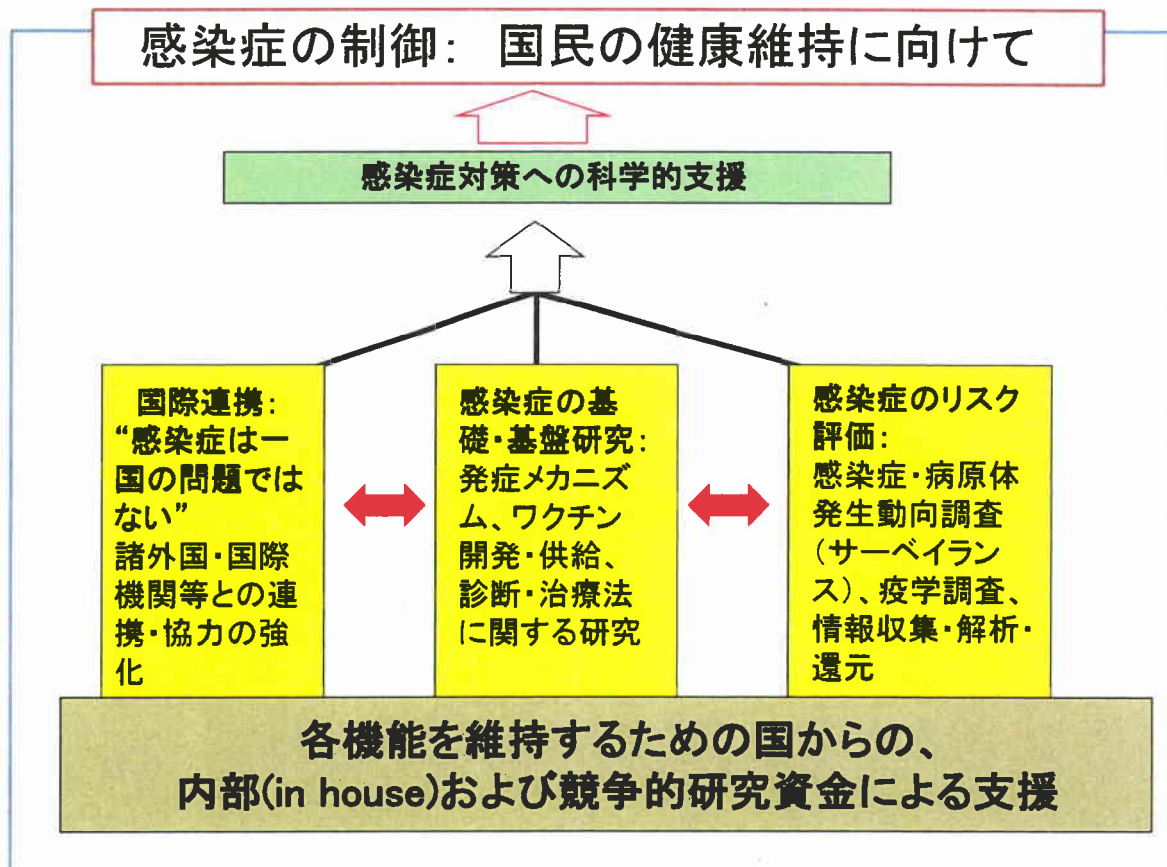 感染症の制御: 国民の健康維持に向けて
感染症対策への科学的支援
国際連携:
“感染症は一
国の問題では
ない”
諸外国・国際
機関等との連
携・協力の強
化
感染症の基
礎・基盤研究:
発症メカニズ
ム、ワクチン
開発・供給、
診断・治療法
に関する研究
感染症のリスク
評価:
感染症・病原体
発生動向調査
(サーベイラン
ス)、疫学調査、
情報収集・解析・
還元
各機能を維持するための国からの、
内部(in house)および競争的研究資金による支援